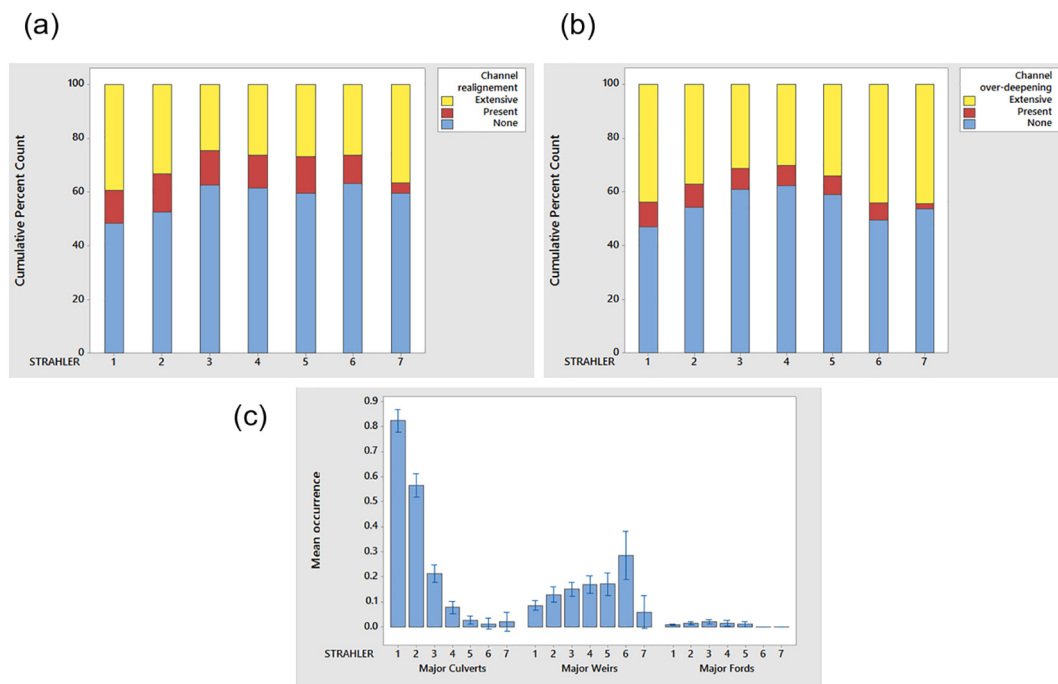 (a)
(b)
100
80
60
40
20
0
Cumulative Percent Count
STRAHLER 1 2 3 4 5 6 7
Channel
realignement
Extensive
Present
None
100
80
60
40
20
0
Cumulative Percent Count
STRAHLER 1 2 3 4 5 6 7
Channel
over-deepening
Extensive
Present
None
(c)
0.9
0.8
0.7
0.6
0.5
0.4
0.3
0.2
0.1
0.0
Mean occurrence
STRAHLER 1 2 3 4 5 6 7 1 2 3 4 5 6 7 1 2 3 4 5 6 7
Major Culverts Major Weirs Major Fords